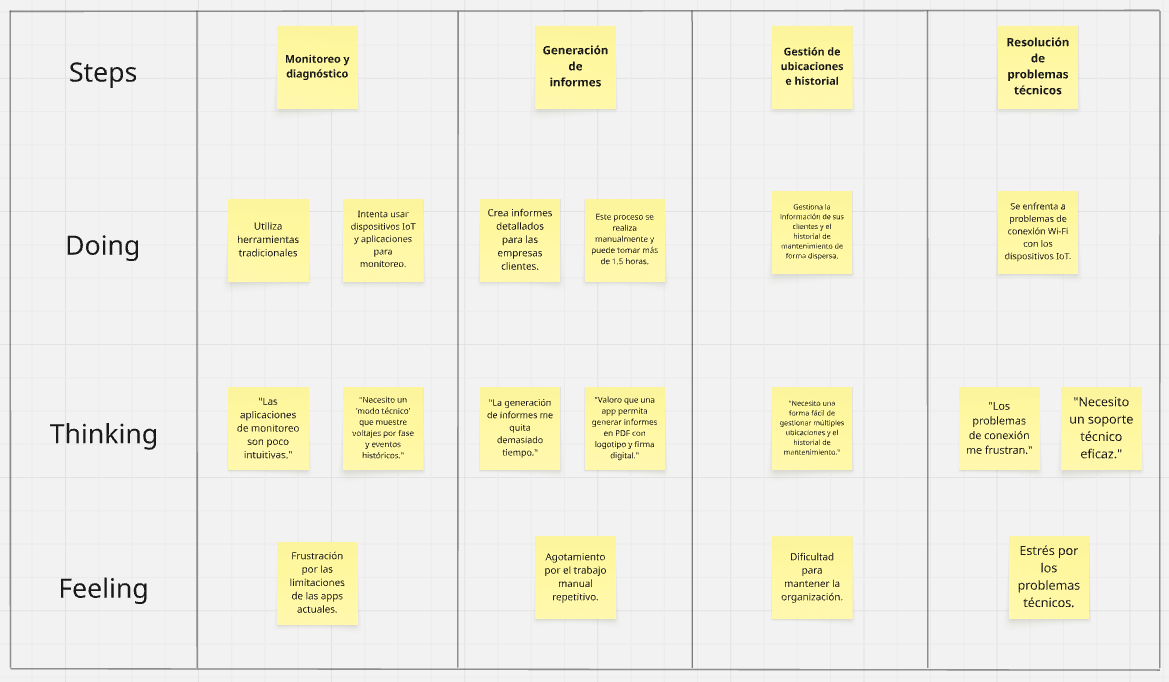 Steps
Monitoreo y
diagnóstico
Generación
de
informes
Gestión de
ubicaciones
e historial
Resolución
de
problemas
técnicos
Doing
Utiliza
herramientas
tradicionales
Intenta usar
dispositivos IoT
y aplicaciones
para
monitoreo.
Crea informes
detallados
para las
empresas
clientes.
Este proceso se
realiza
manualmente y
puede tomar más
de 1.5 horas.
Gestiona la
información de sus
clientes y el
historial de
mantenimiento de
forma dispersa.
Se enfrenta a
problemas de
conexión Wi-Fi
con los
dispositivos IoT.
Thinking
"Las
aplicaciones
de monitoreo
son poco
intuitivas."
"Necesito un
'modo técnico'
que muestre
voltajes por fase
y eventos
históricos."
"La generación
de informes me
quita
demasiado
tiempo."
"Valoro que una
app permita
generar informes
en PDF con
logotipo y firma
digital."
"Necesito una
forma fácil de
gestionar múltiples
ubicaciones y el
historial de
mantenimiento."
"Los
problemas
de conexión
me frustran."
"Necesito
un soporte
técnico
eficaz."
Feeling
Frustración
por las
limitaciones
de las apps
actuales.
Agotamiento
por el trabajo
manual
repetitivo.
Dificultad
para
mantener la
organización.
Estrés por
los
problemas
técnicos.